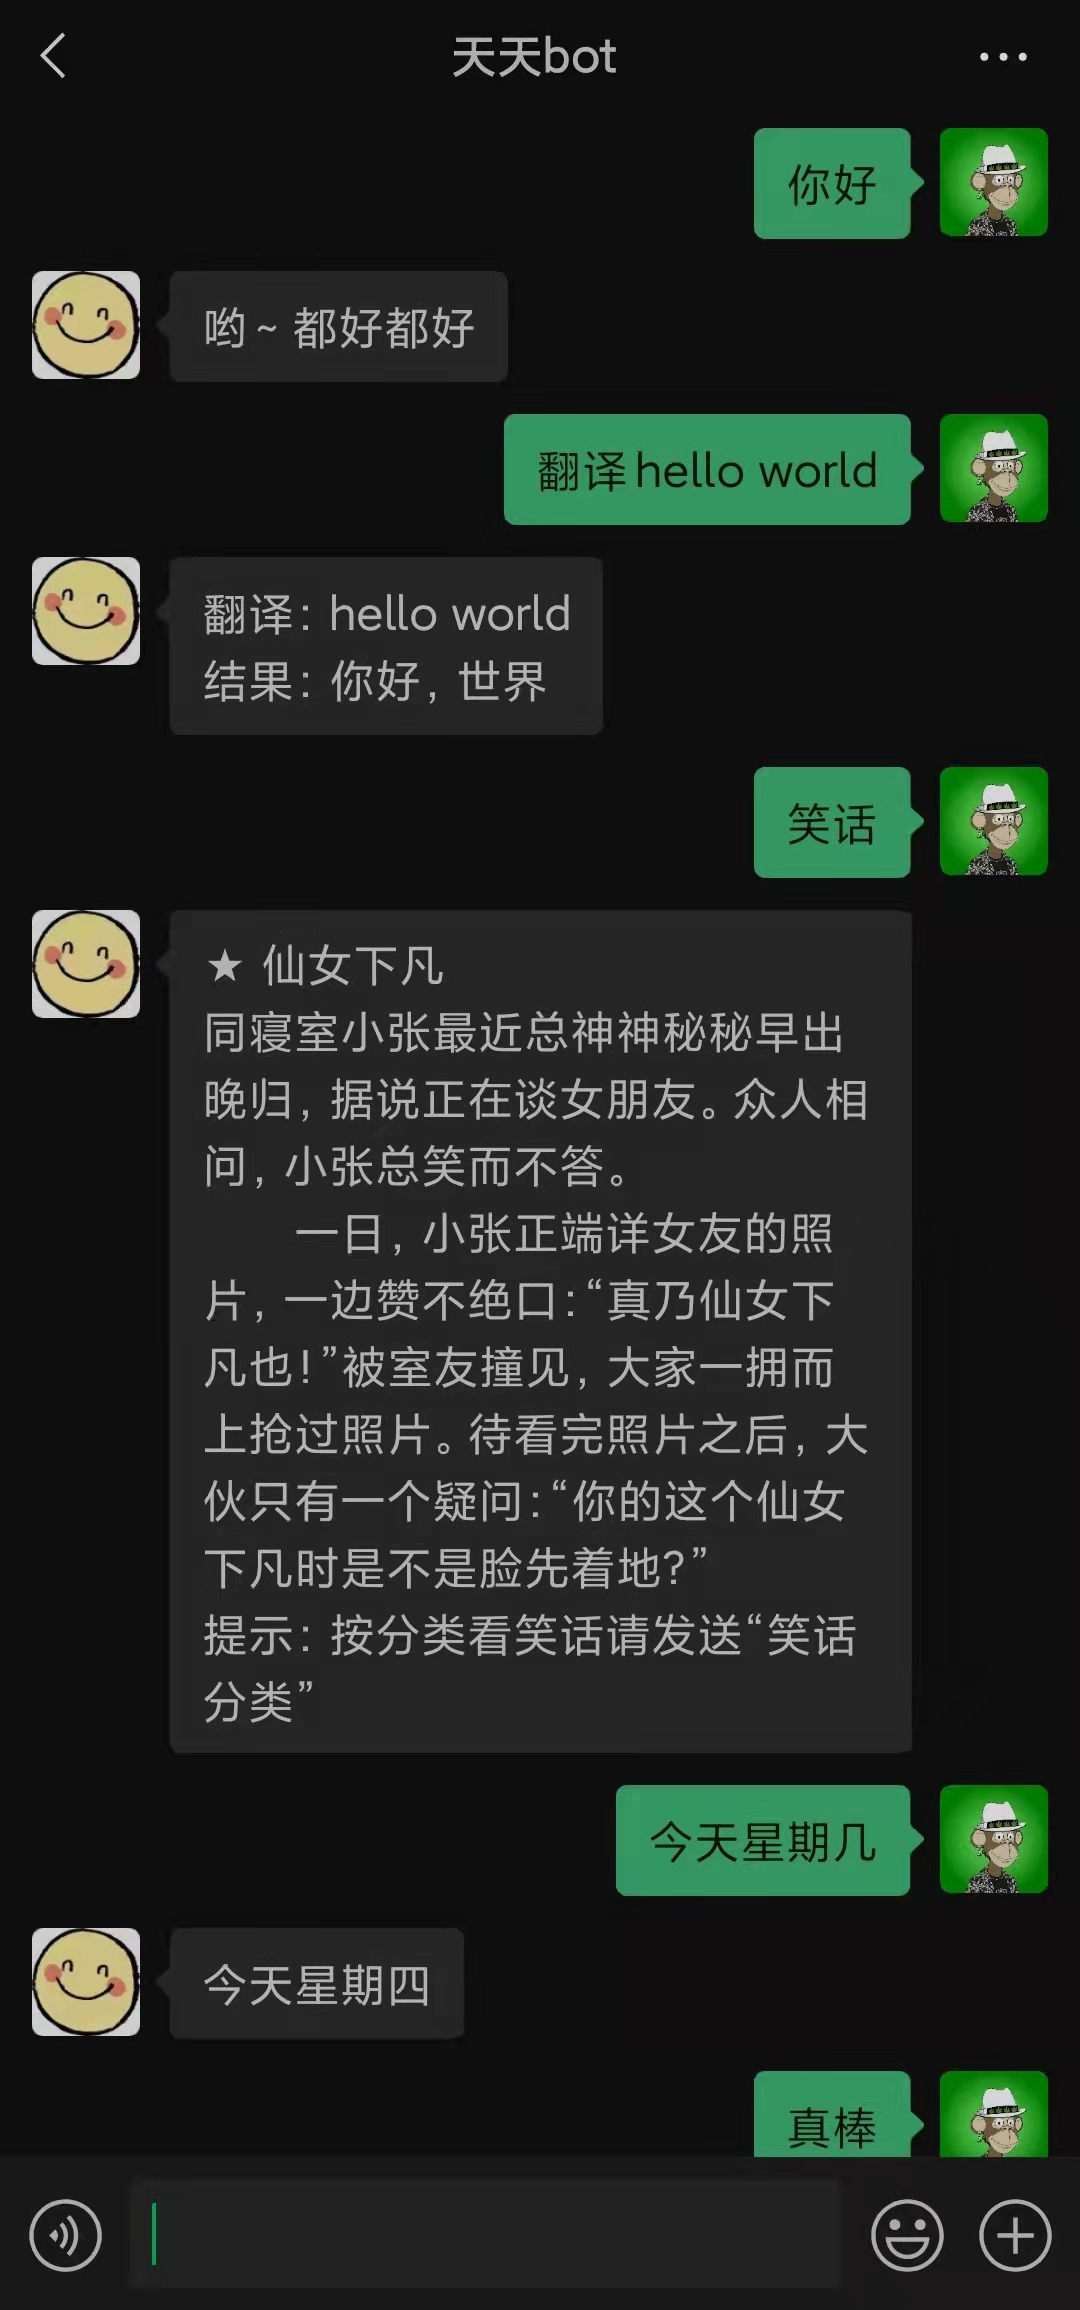 天天bot
你好
哟~都好都好
翻译hello world
翻译：hello world
结果：你好，世界
笑话
★ 仙女下凡
同寝室小张最近总神神秘秘早出
晚归，据说正在谈女朋友。众人相
问，小张总笑而不答。
一日，小张正端详女友的照
片，一边赞不绝口：“真乃仙女下
凡也！”被室友撞见，大家一拥而
上抢过照片。待看完照片之后，大
伙只有一个疑问：“你的这个仙女
下凡时是不是脸先着地？”
提示：按分类看笑话请发送“笑话
分类”
今天星期几
今天星期四
真棒